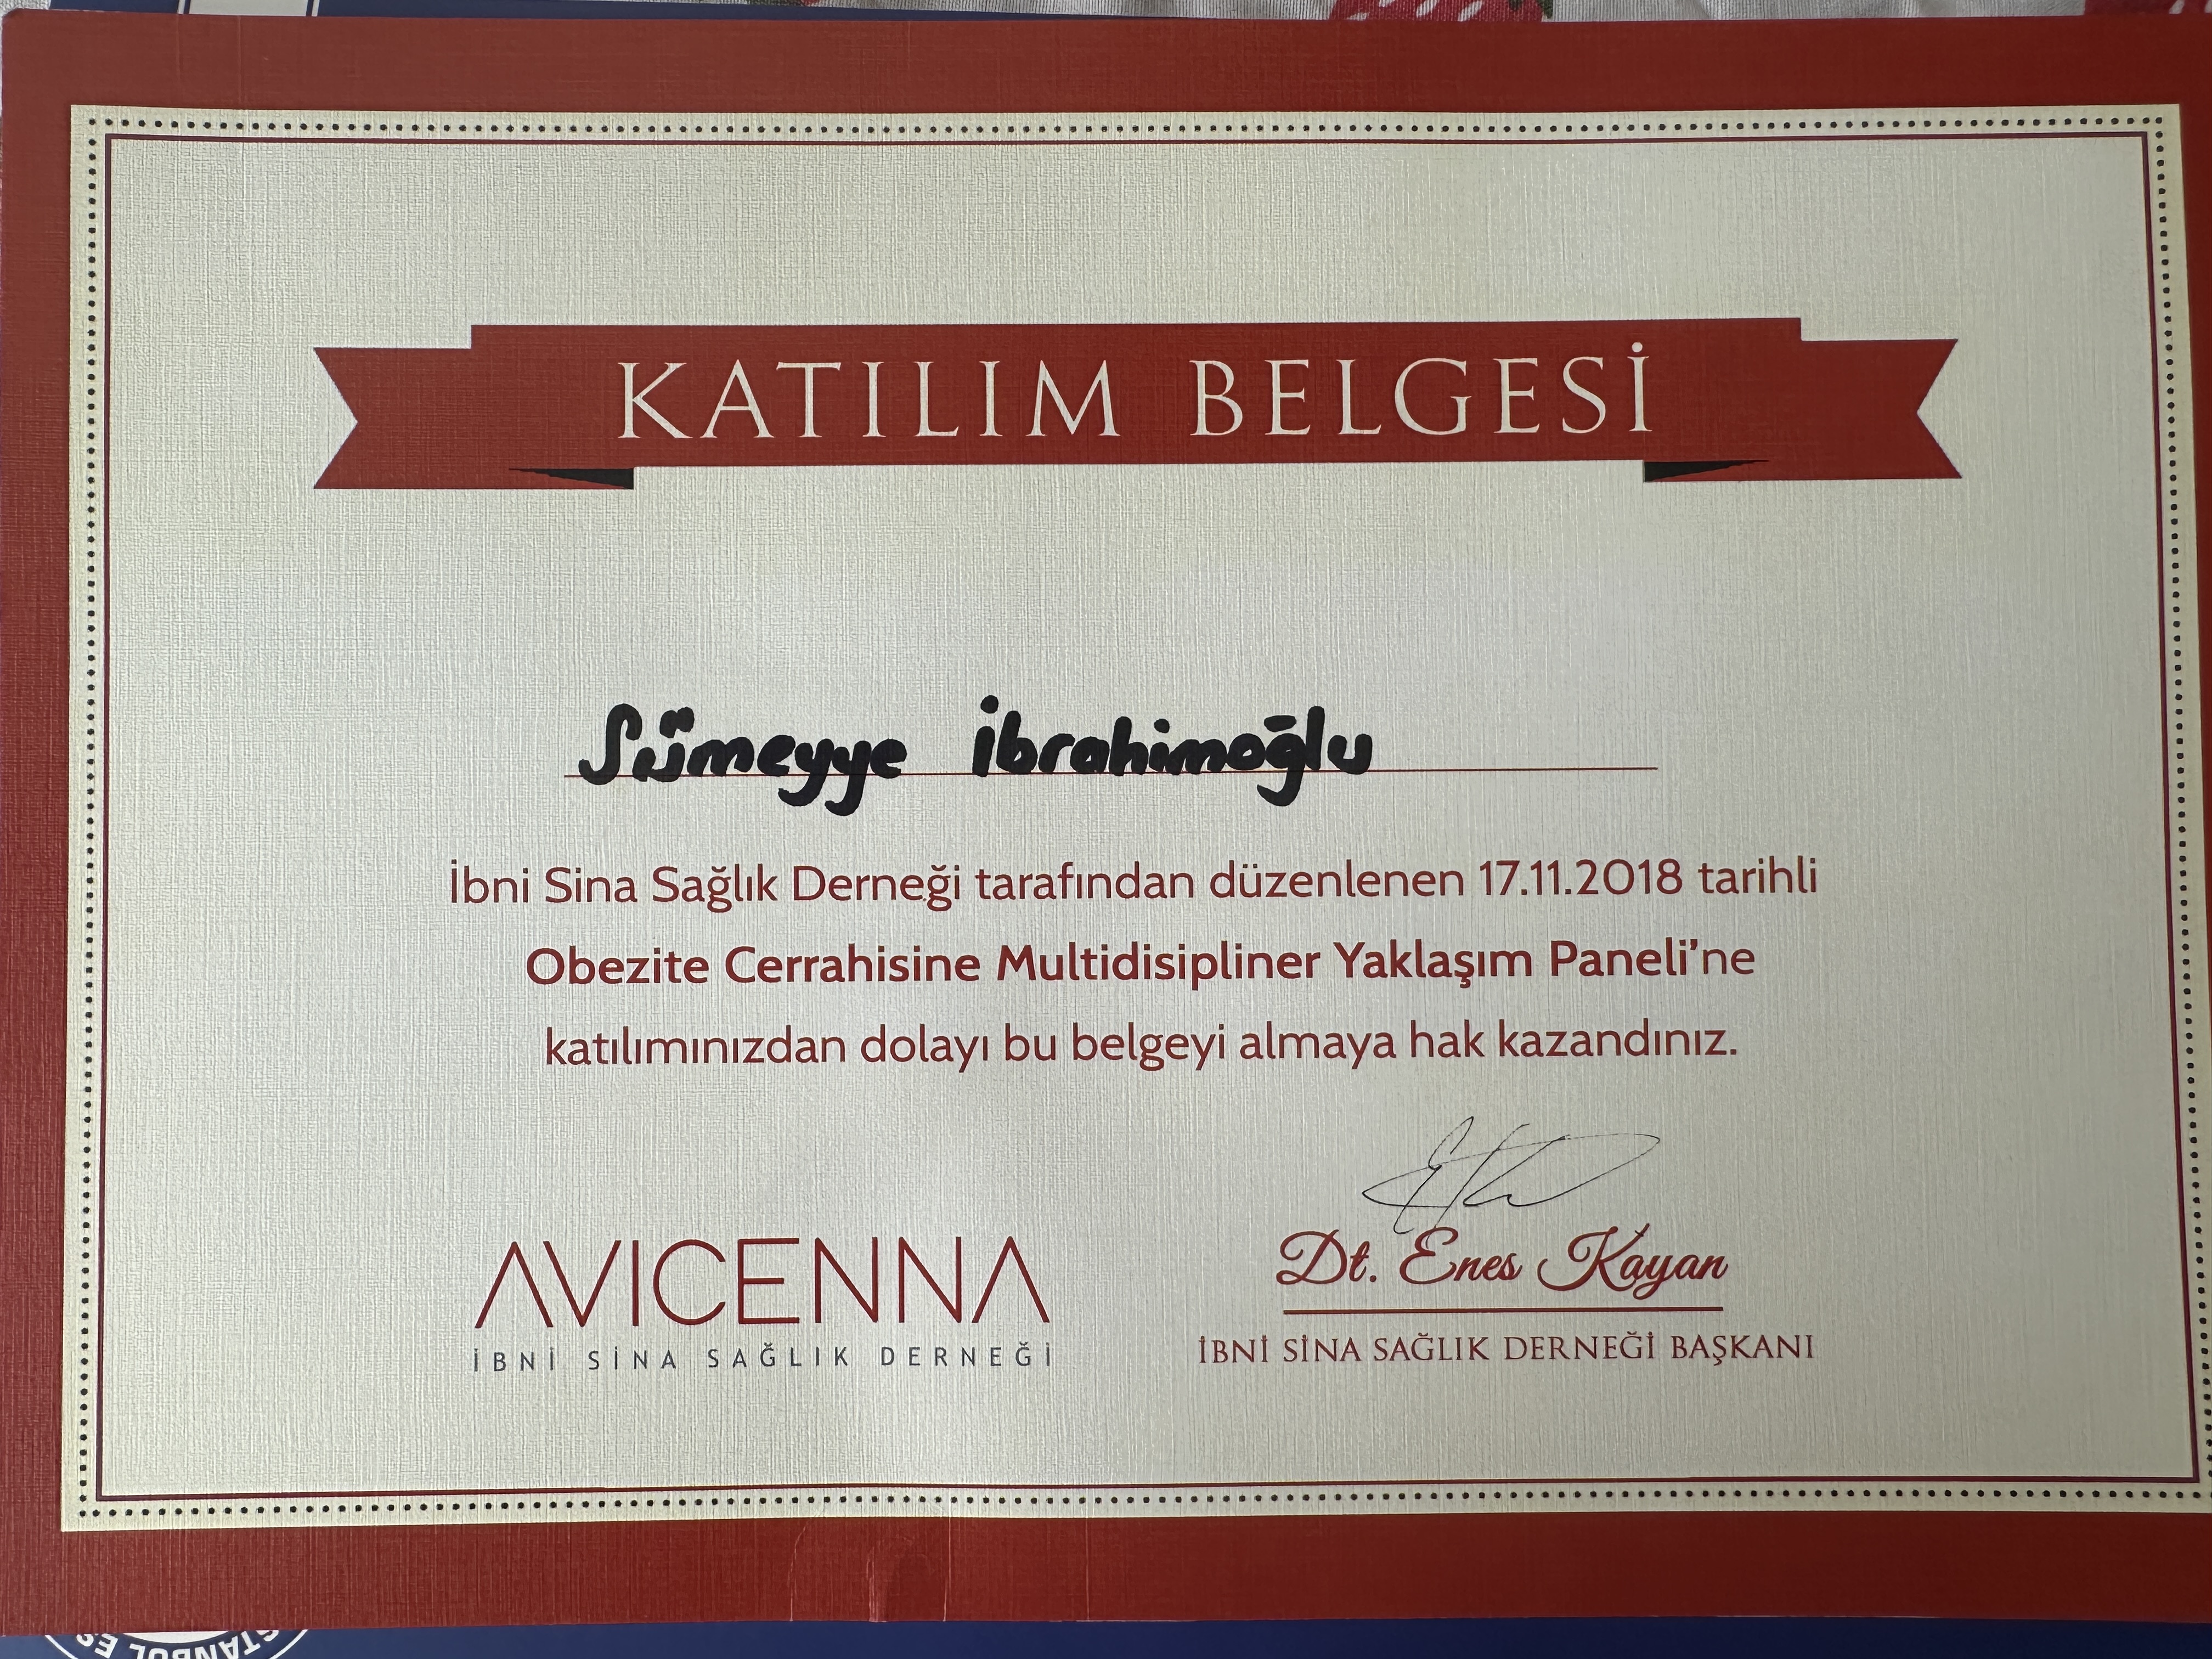 KATILIM BELGESİ
Sümeyye İbrahimoğlu
İbni Sina Sağlık Derneği tarafından düzenlenen 17.11.2018 tarihli
Obezite Cerrahisine Multidisipliner Yaklaşım Paneli'ne
katılımınızdan dolayı bu belgeyi almaya hak kazandınız.
AVICENNA
İBNİ SİNA SAĞLIK DERNEĞİ
Dt. Enes Kayan
İBNİ SİNA SAĞLIK DERNEĞİ BAŞKANI